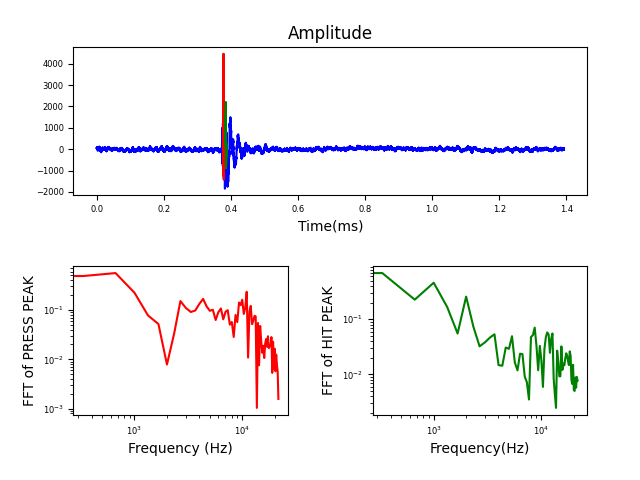 Amplitude
4000
3000
2000
1000
0
−1000
−2000
0.0 0.2 0.4 0.6 0.8 1.0 1.2 1.4
Time(ms)
FFT of PRESS PEAK
10⁻¹
10⁻²
10⁻³
10³ 10⁴
Frequency (Hz)
FFT of HIT PEAK
10⁻¹
10⁻²
10³ 10⁴
Frequency(Hz)